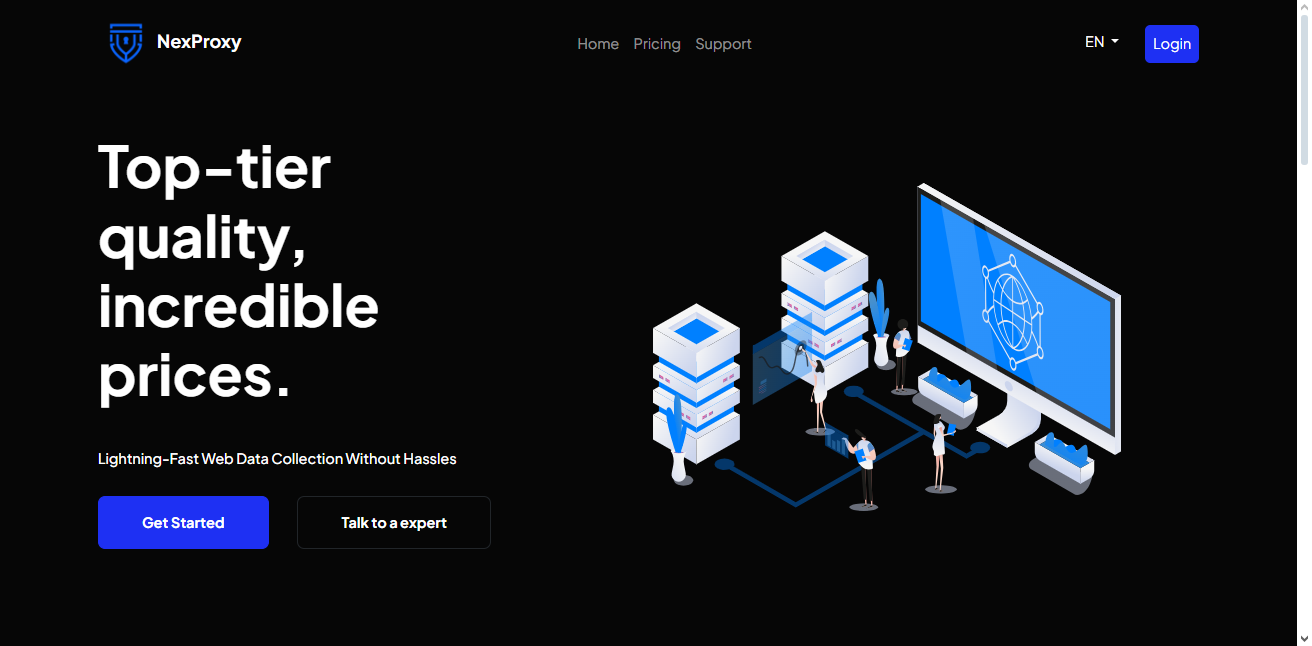 NexProxy
Home Pricing Support
EN
Login
Top-tier
quality,
incredible
prices.
Lightning-Fast Web Data Collection Without Hassles
Get Started
Talk to a expert